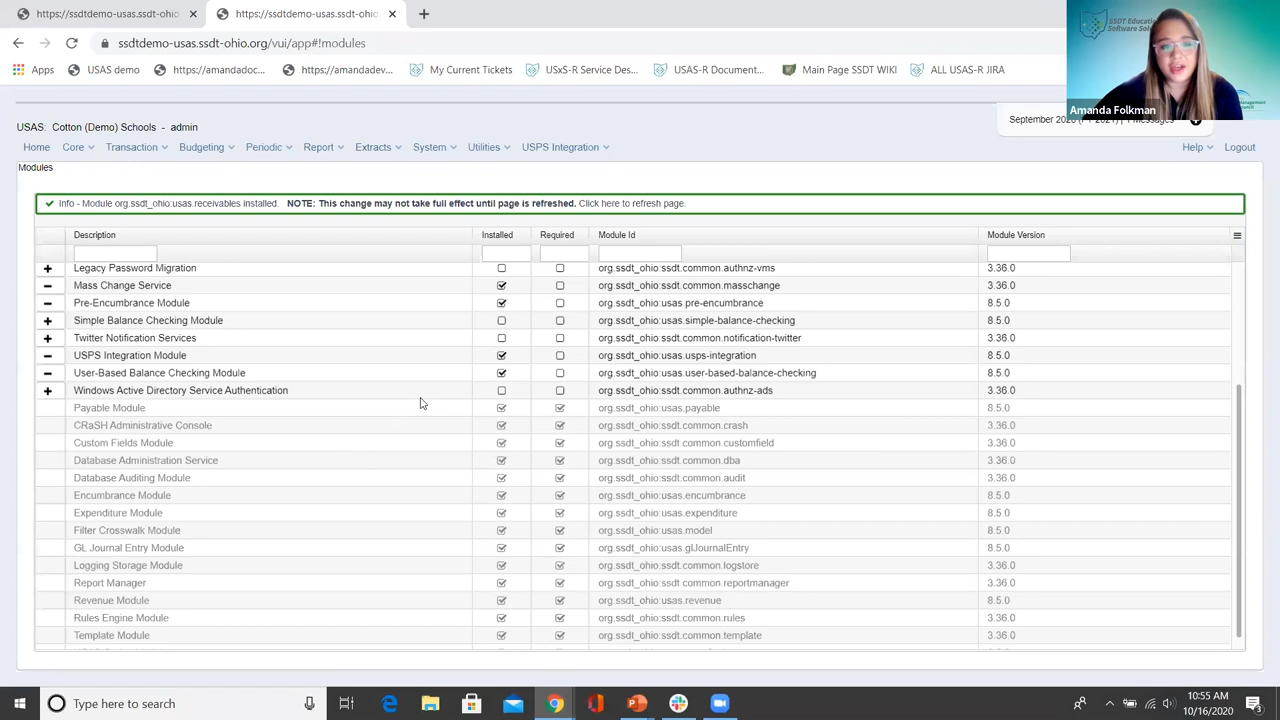 https://ssdtdemo-usas.ssdt-ohio
https://ssdtdemo-usas.ssdt-ohio.
ssdtdemo-usas.ssdt-ohio.org/vui/app#!modules
Apps
USAS demo
https://amandadoc...
https://amandadev...
My Current Tickets
USxS-R Service Des...
USAS-R Document...
Main Page SSDT WIKI
ALL USAS-R JIRA
SSDT Education
Software Solu
Amanda Folkman
USAS: Cotton (Demo) Schools - admin
Home Core Transaction Budgeting Periodic Report Extracts System Utilities USPS Integration Help Logout
Modules
Info - Module org.ssdt_ohio:usas.receivables installed. NOTE: This change may not take full effect until page is refreshed. Click here to refresh page.
Description Installed Required Module Id Module Version
Legacy Password Migration org.ssdt_ohio:ssdt.common.authnz-vms 3.36.0
Mass Change Service org.ssdt_ohio:ssdt.common.masschange 3.36.0
Pre-Encumbrance Module org.ssdt_ohio:usas.pre-encumbrance 8.5.0
Simple Balance Checking Module org.ssdt_ohio:usas.simple-balance-checking 8.5.0
Twitter Notification Services org.ssdt_ohio:ssdt.common.notification-twitter 3.36.0
USPS Integration Module org.ssdt_ohio:usas.usps-integration 8.5.0
User-Based Balance Checking Module org.ssdt_ohio:usas.user-based-balance-checking 8.5.0
Windows Active Directory Service Authentication org.ssdt_ohio:ssdt.common.authnz-ads 3.36.0
Payable Module org.ssdt_ohio:usas.payable 8.5.0
CRaSH Administrative Console org.ssdt_ohio:ssdt.common.crash 3.36.0
Custom Fields Module org.ssdt_ohio:ssdt.common.customfield 3.36.0
Database Administration Service org.ssdt_ohio:ssdt.common.dba 3.36.0
Database Auditing Module org.ssdt_ohio:ssdt.common.audit 3.36.0
Encumbrance Module org.ssdt_ohio:usas.encumbrance 8.5.0
Expenditure Module org.ssdt_ohio:usas.expenditure 8.5.0
Filter Crosswalk Module org.ssdt_ohio:usas.model 8.5.0
GL Journal Entry Module org.ssdt_ohio:usas.glJournalEntry 8.5.0
Logging Storage Module org.ssdt_ohio:ssdt.common.logstore 3.36.0
Report Manager org.ssdt_ohio:ssdt.common.reportmanager 3.36.0
Revenue Module org.ssdt_ohio:usas.revenue 8.5.0
Rules Engine Module org.ssdt_ohio:ssdt.common.rules 3.36.0
Template Module org.ssdt_ohio:ssdt.common.template 3.36.0
Type here to search
10:55 AM
10/16/2020